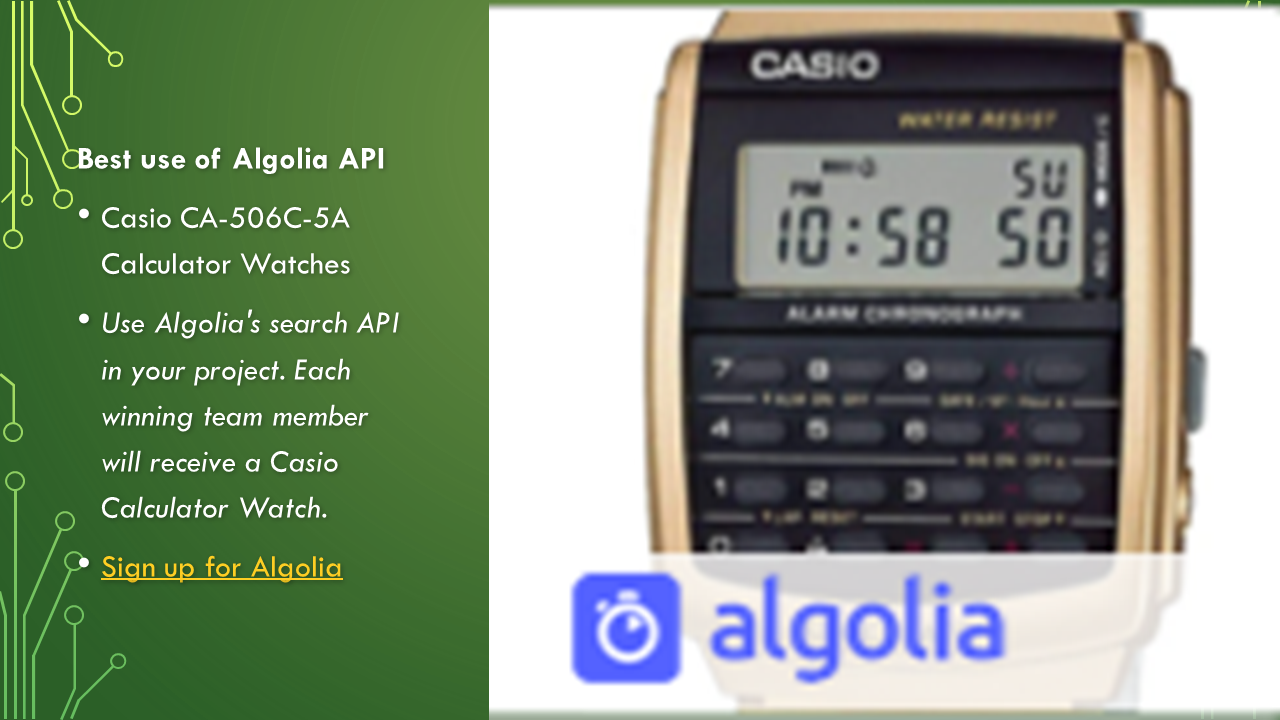 Best use of Algolia API
• Casio CA-506C-5A
Calculator Watches
• Use Algolia's search API
in your project. Each
winning team member
will receive a Casio
Calculator Watch.
• Sign up for Algolia
CASIO
WATER RESIST
PM
SU
10:58 50
ALARM CHRONOGRAPH
7 8 9 +
4 5 6 ×
1 2 3 -
algolia